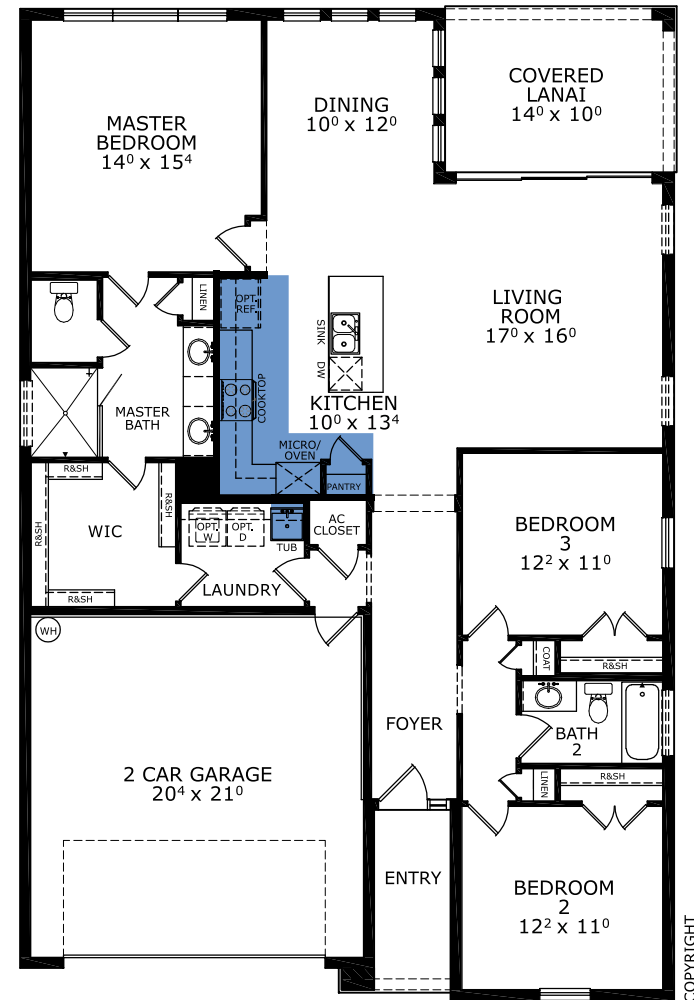 MASTER
BEDROOM
14⁰ x 15⁴
DINING
10⁰ x 12⁰
COVERED
LANAI
14⁰ x 10⁰
LINEN
OPT.
REF
SINK
DW
LIVING
ROOM
17⁰ x 16⁰
COOKTOP
KITCHEN
10⁰ x 13⁴
MASTER
BATH
MICRO/
OVEN
PANTRY
R&SH
R&SH
R&SH
R&SH
WIC
OPT.
W
OPT.
D
TUB
AC
CLOSET
LAUNDRY
BEDROOM
3
12² x 11⁰
WH
COAT
R&SH
FOYER
BATH
2
LINEN
R&SH
2 CAR GARAGE
20⁴ x 21⁰
ENTRY
BEDROOM
2
12² x 11⁰
COPYRIGHT